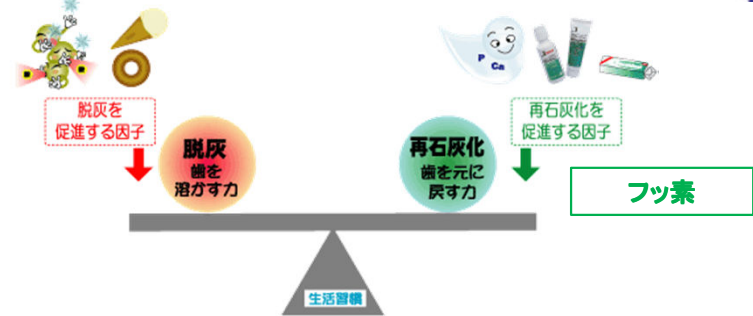 P
Ca
脱灰を
促進する因子
再石灰化を
促進する因子
脱灰
歯を
溶かす力
再石灰化
歯を元に
戻す力
フッ素
生活習慣